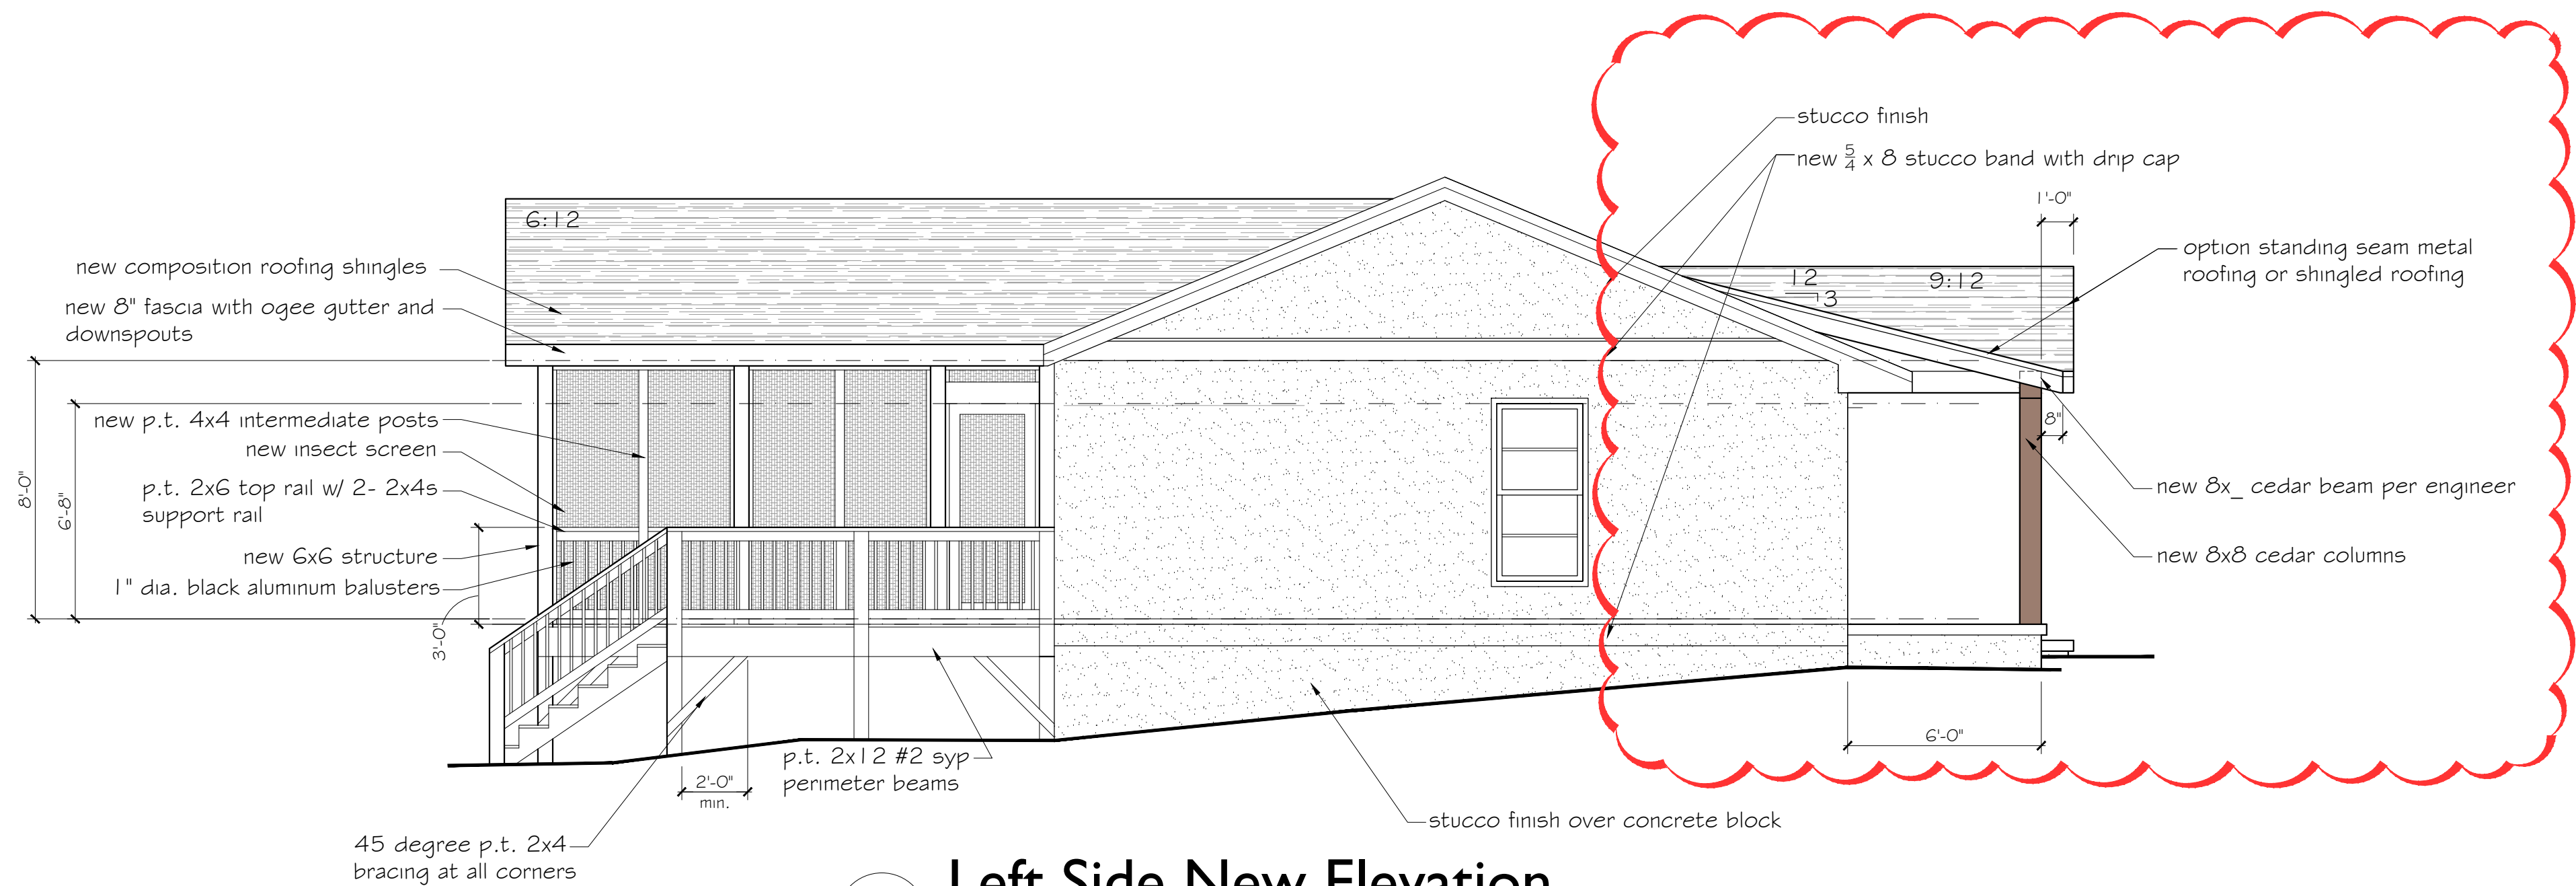 stucco finish
new 5/4 x 8 stucco band with drip cap
1'-0"
6:12
12
3
9:12
option standing seam metal
roofing or shingled roofing
new composition roofing shingles
new 8" fascia with ogee gutter and
downspouts
new p.t. 4x4 intermediate posts
new insect screen
p.t. 2x6 top rail w/ 2- 2x4s
support rail
new 6x6 structure
1" dia. black aluminum balusters
8'-0"
6'-8"
3'-0"
8"
new 8x_ cedar beam per engineer
new 8x8 cedar columns
6'-0"
p.t. 2x12 #2 syp
perimeter beams
2'-0"
min.
stucco finish over concrete block
45 degree p.t. 2x4
bracing at all corners
Left Side New Elevation